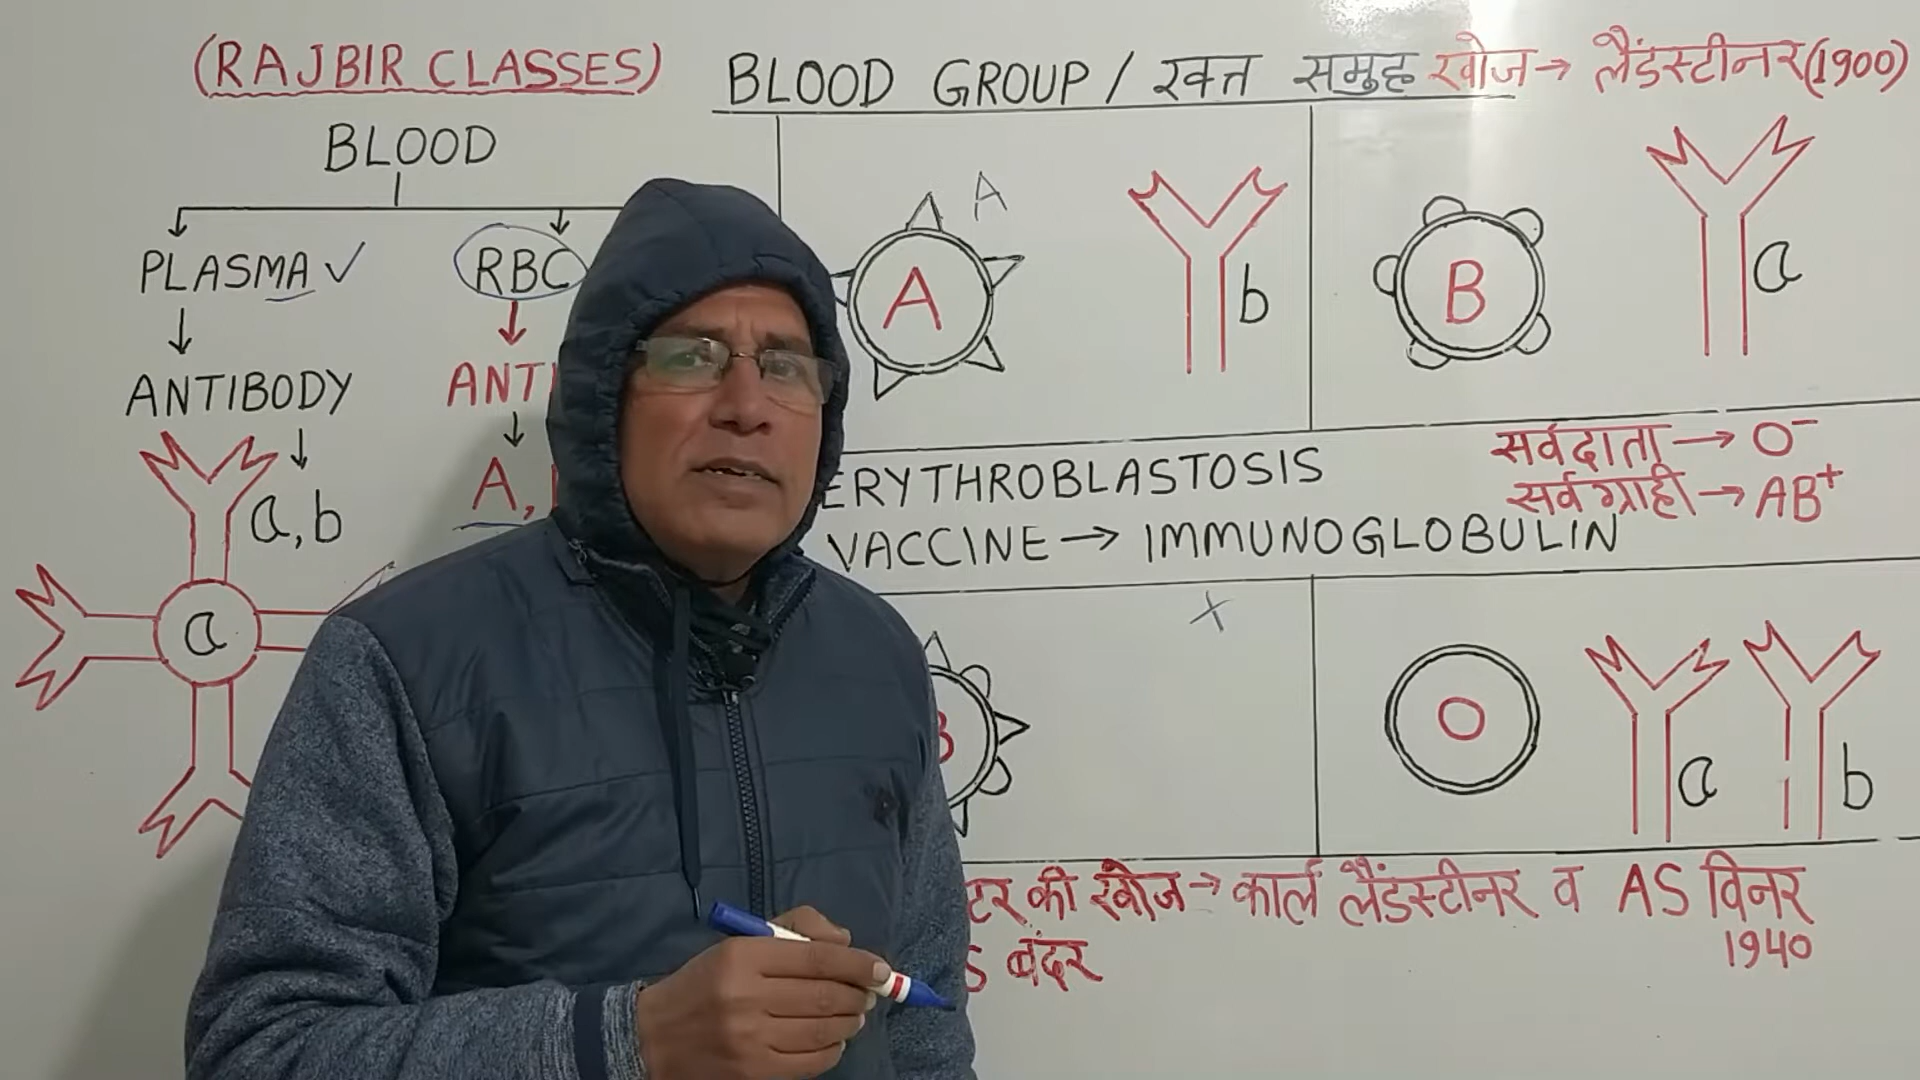 (RAJBIR CLASSES)
BLOOD GROUP / रक्त समुह खोज → लैंडस्टीनर (1900)
BLOOD
PLASMA ✓
RBC
ANTIBODY
a, b
A,
a
A
A
b
B
a
ERYTHROBLASTOSIS
VACCINE → IMMUNOGLOBULIN
सर्वदाता → O⁻
सर्वग्राही → AB⁺
X
B
O
a
b
की खोज → कार्ल लैंडस्टीनर व AS विनर
1940
बंदर